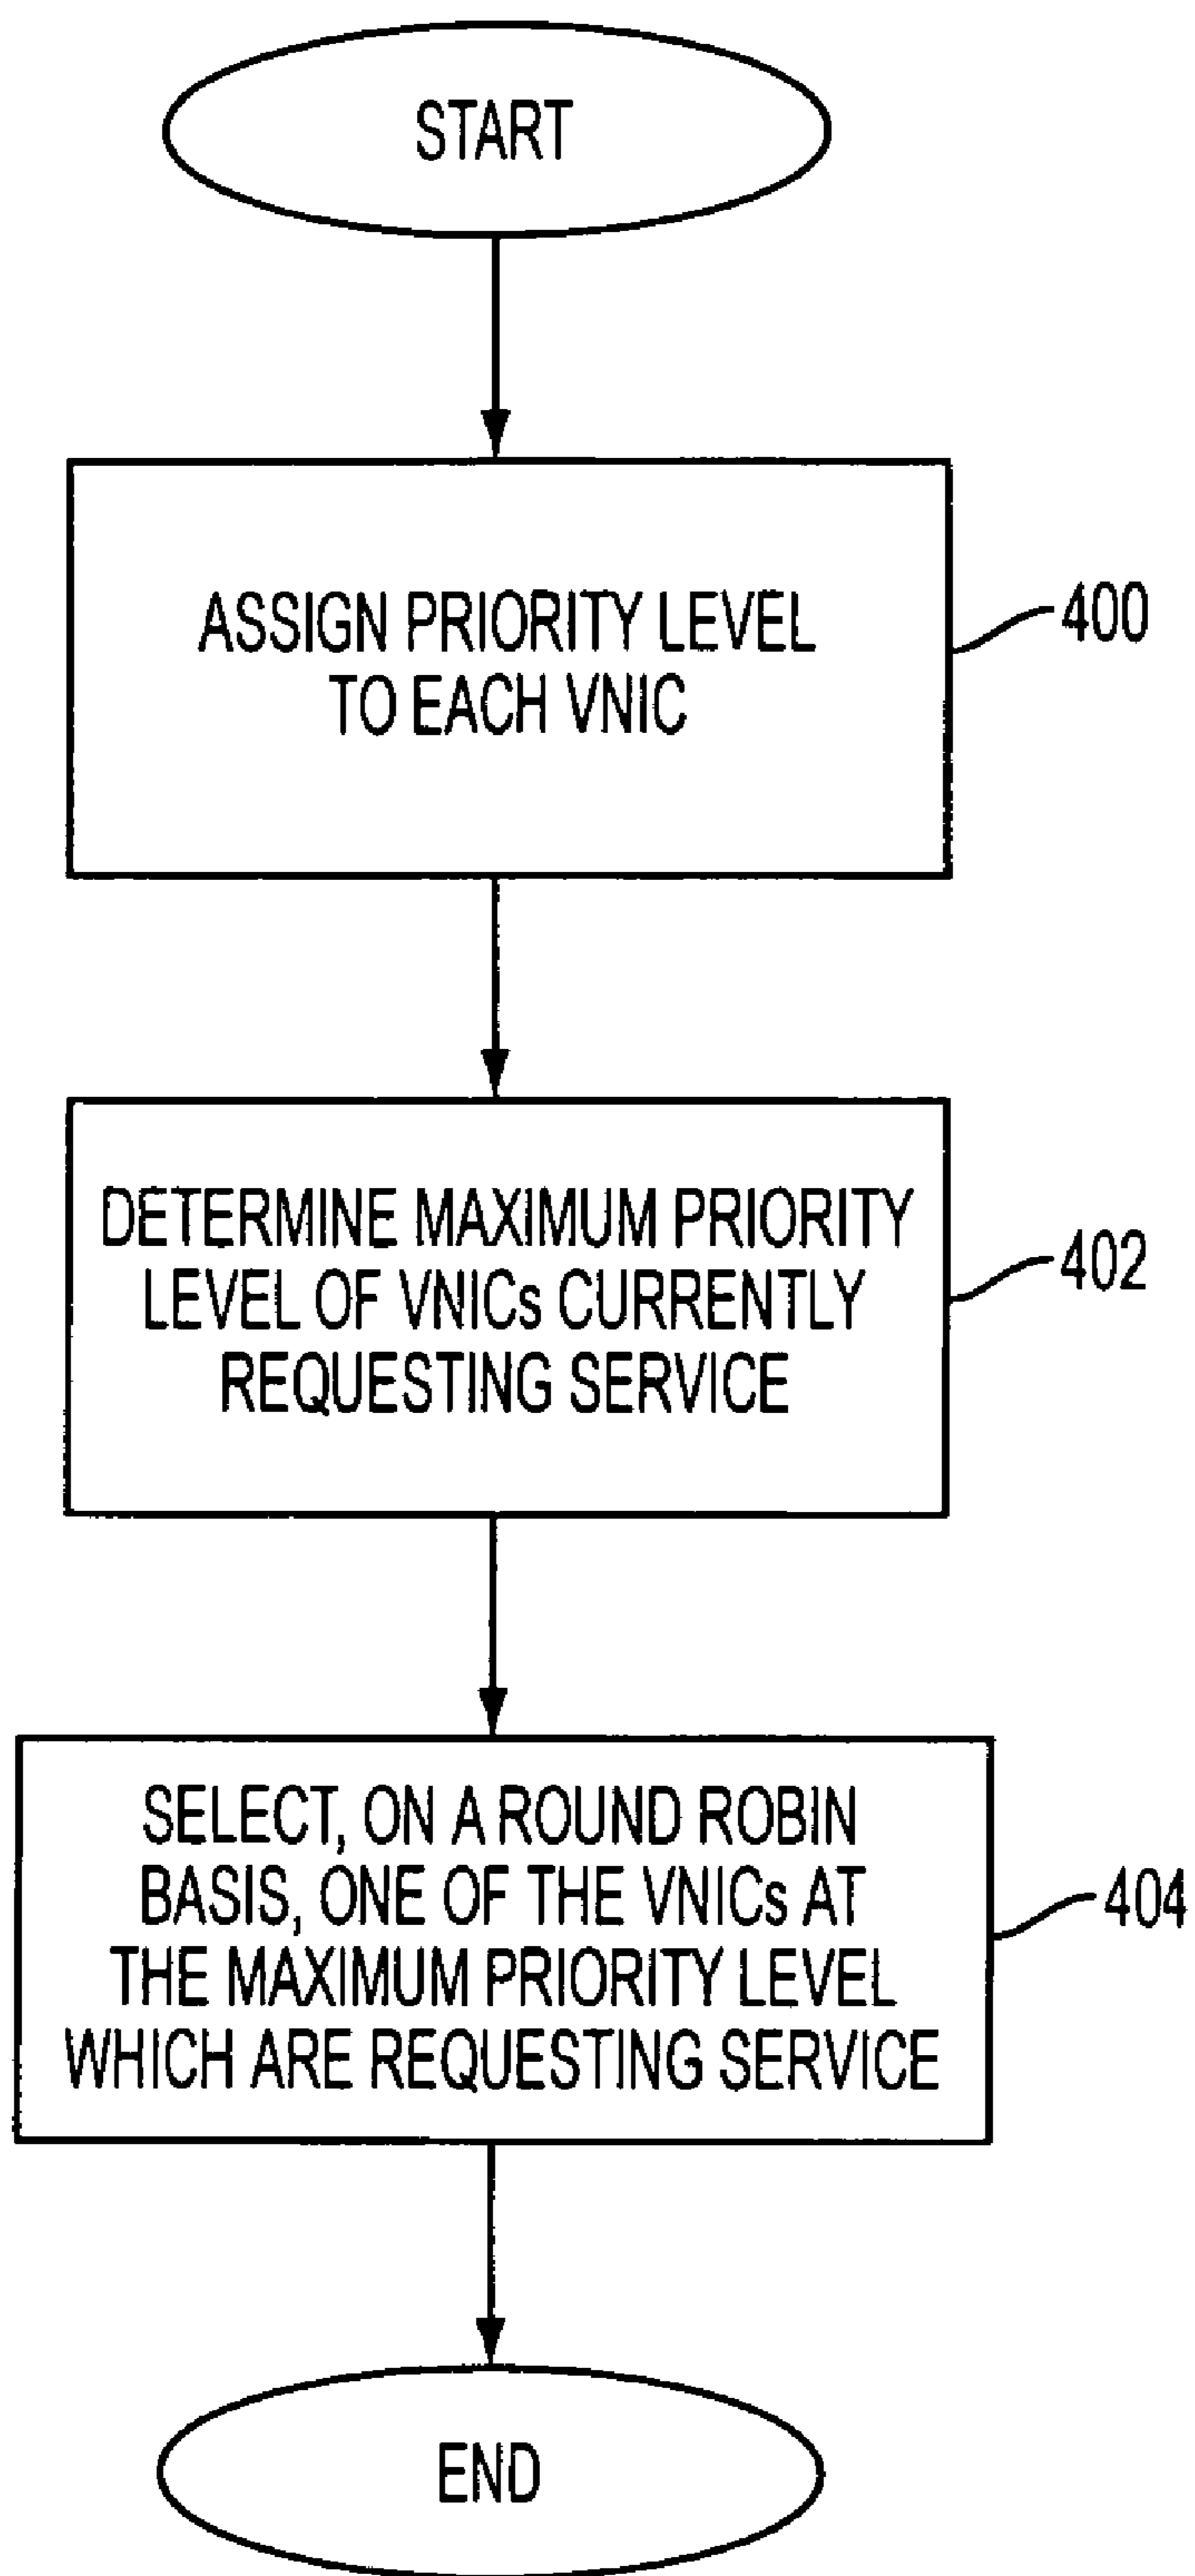 START
ASSIGN PRIORITY LEVEL
TO EACH VNIC
400
DETERMINE MAXIMUM PRIORITY
LEVEL OF VNICs CURRENTLY
REQUESTING SERVICE
402
SELECT, ON A ROUND ROBIN
BASIS, ONE OF THE VNICs AT
THE MAXIMUM PRIORITY LEVEL
WHICH ARE REQUESTING SERVICE
404
END